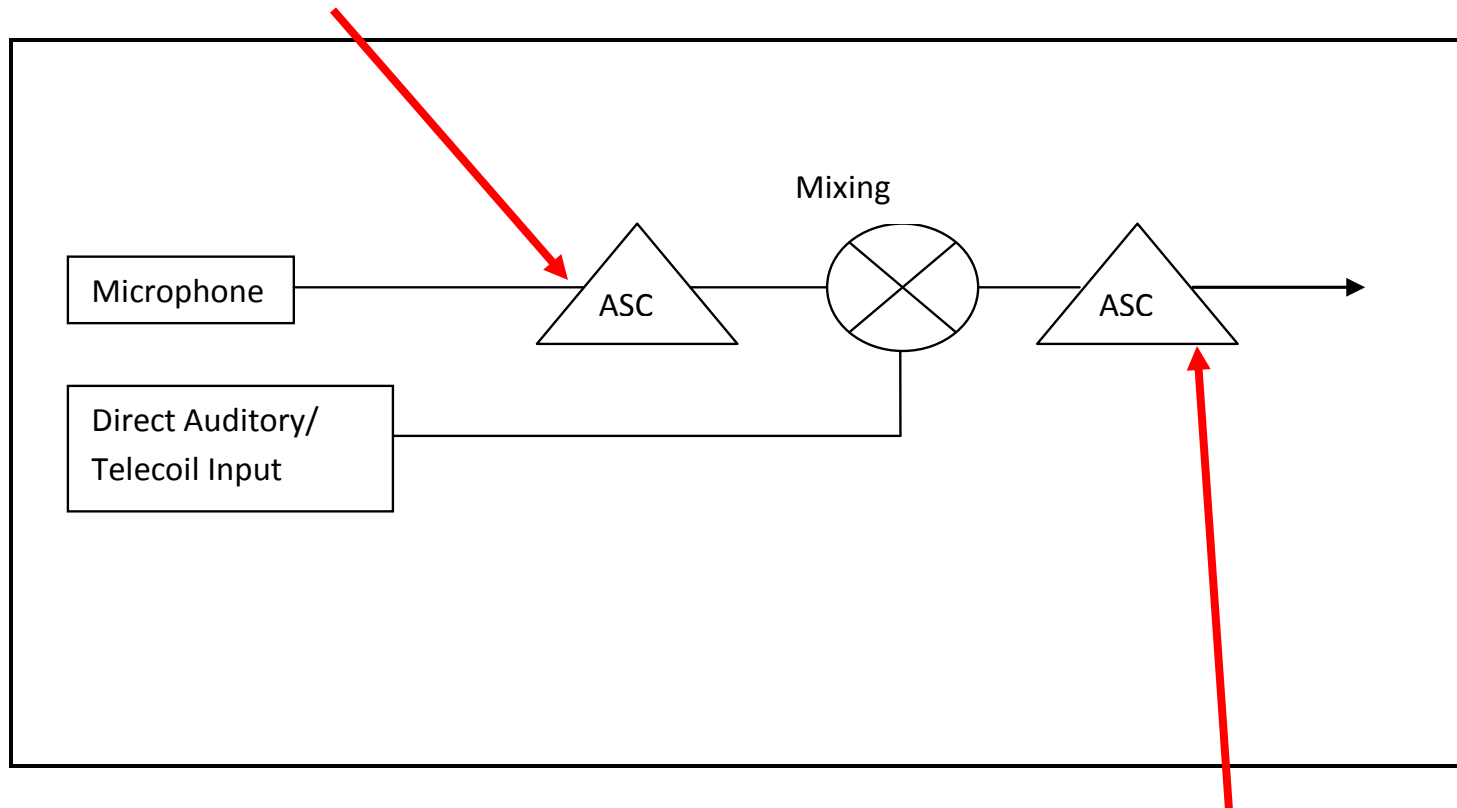 Mixing
Microphone
ASC
ASC
Direct Auditory/
Telecoil Input